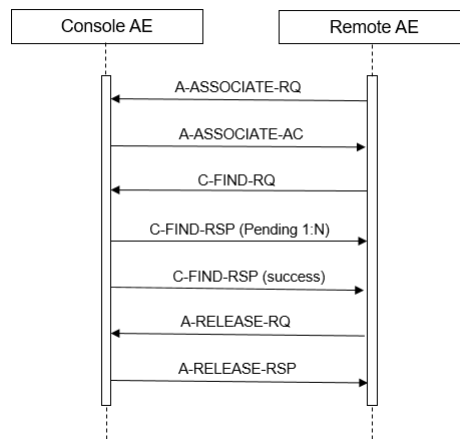 Console AE
Remote AE
A-ASSOCIATE-RQ
A-ASSOCIATE-AC
C-FIND-RQ
C-FIND-RSP (Pending 1:N)
C-FIND-RSP (success)
A-RELEASE-RQ
A-RELEASE-RSP